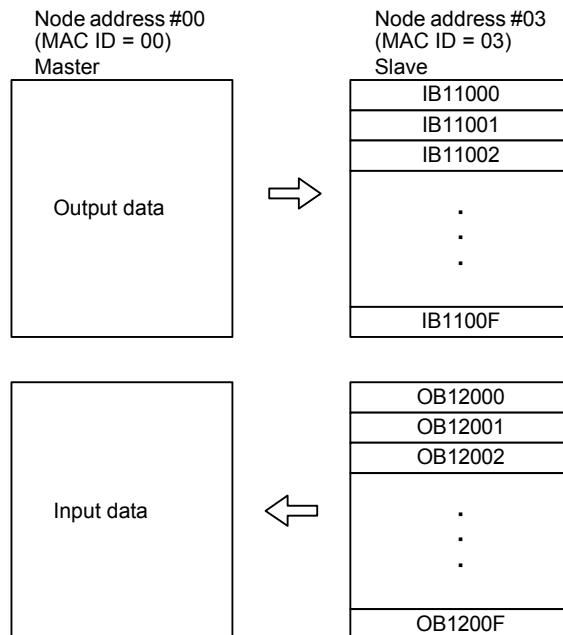 Node address #00
(MAC ID = 00)
Master
Node address #03
(MAC ID = 03)
Slave
Output data
IB11000
IB11001
IB11002
.
.
.
IB1100F
Input data
OB12000
OB12001
OB12002
.
.
.
OB1200F